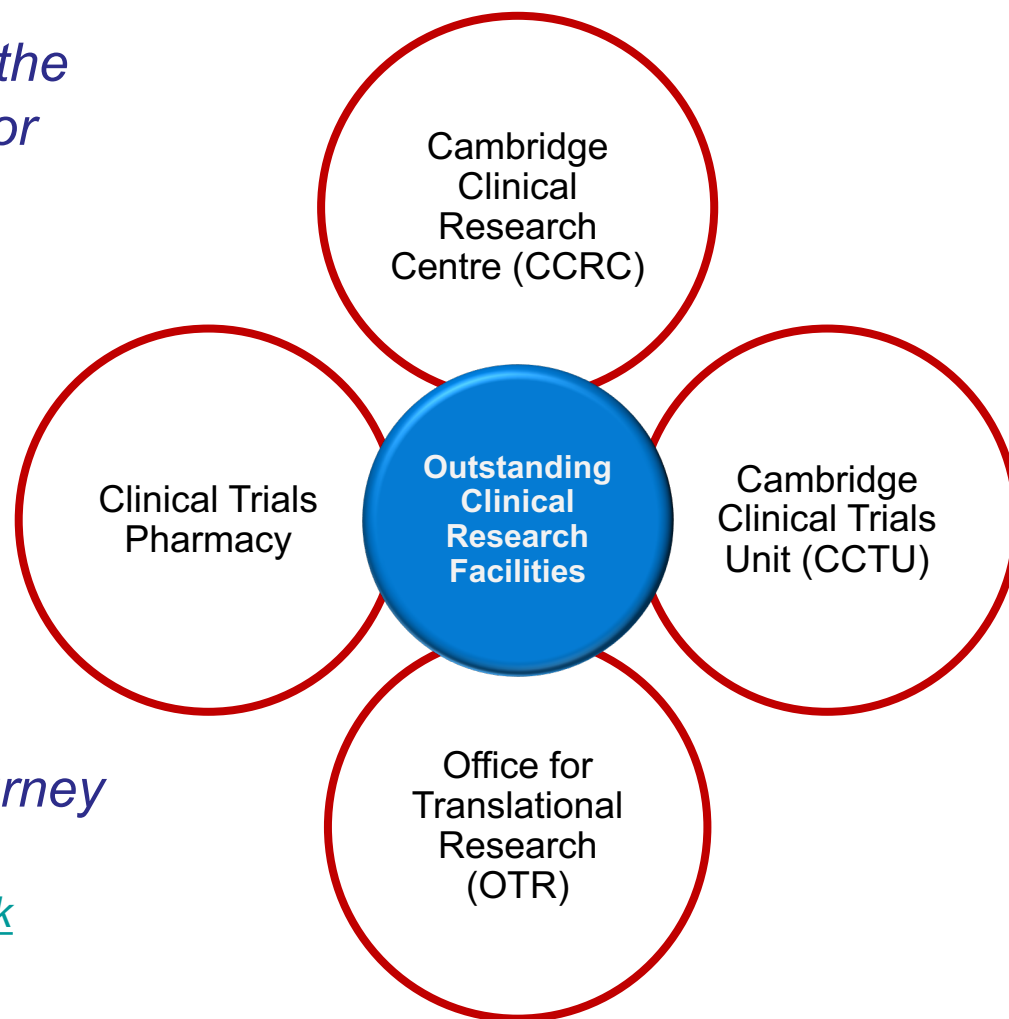 the
or
Cambridge
Clinical
Research
Centre (CCRC)
Clinical Trials
Pharmacy
Outstanding
Clinical
Research
Facilities
Cambridge
Clinical Trials
Unit (CCTU)
Office for
Translational
Research
(OTR)
rney
k